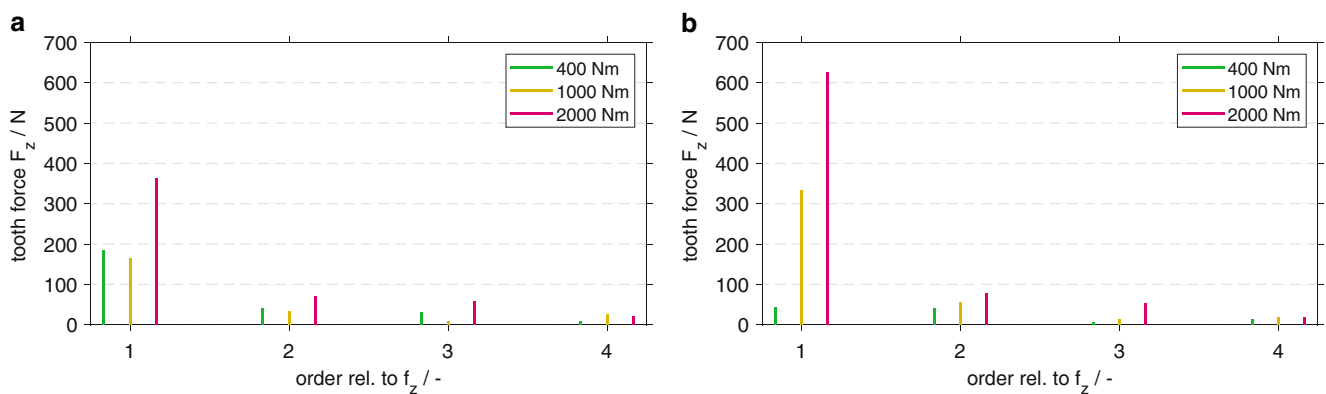 a
700
600
500
400
300
200
100
0
tooth force F_z / N
400 Nm
1000 Nm
2000 Nm
1 2 3 4
order rel. to f_z / -
b
700
600
500
400
300
200
100
0
tooth force F_z / N
400 Nm
1000 Nm
2000 Nm
1 2 3 4
order rel. to f_z / -